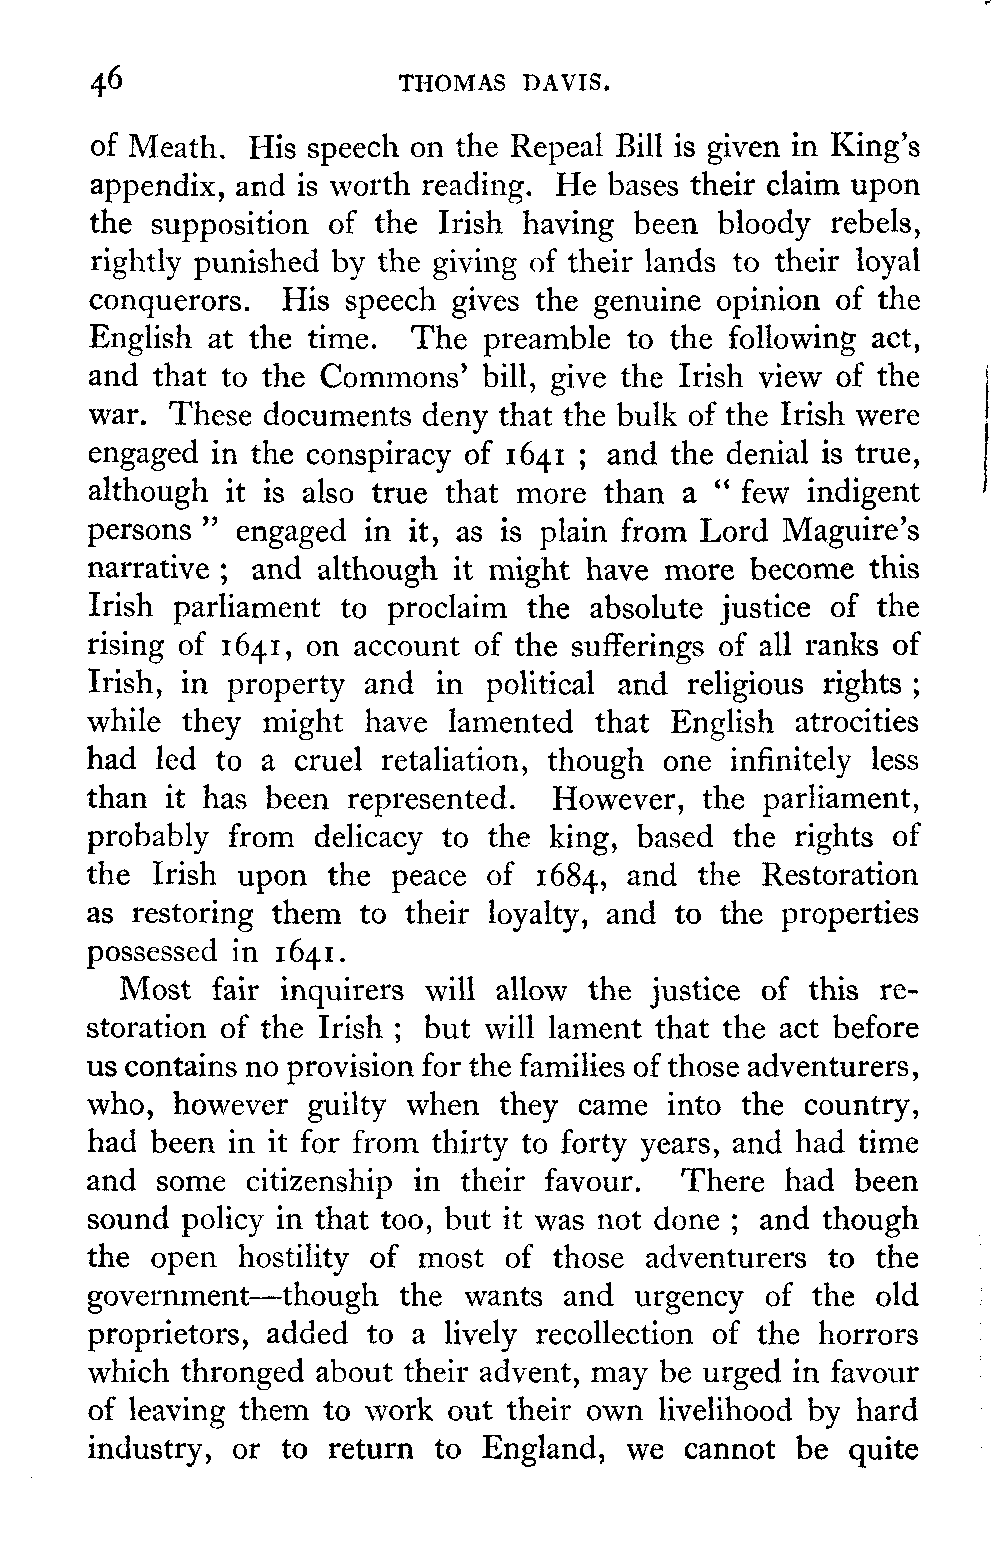 46 THOMAS DAVIS.
of Meath. His speech on the Repeal Bill is given in King's
appendix, and is worth reading. He bases their claim upon
the supposition of the Irish having been bloody rebels,
rightly punished by the giving of their lands to their loyal
conquerors. His speech gives the genuine opinion of the
English at the time. The preamble to the following act,
and that to the Commons' bill, give the Irish view of the
war. These documents deny that the bulk of the Irish were
engaged in the conspiracy of 1641 ; and the denial is true,
although it is also true that more than a “ few indigent
persons ” engaged in it, as is plain from Lord Maguire's
narrative ; and although it might have more become this
Irish parliament to proclaim the absolute justice of the
rising of 1641, on account of the sufferings of all ranks of
Irish, in property and in political and religious rights ;
while they might have lamented that English atrocities
had led to a cruel retaliation, though one infinitely less
than it has been represented. However, the parliament,
probably from delicacy to the king, based the rights of
the Irish upon the peace of 1684, and the Restoration
as restoring them to their loyalty, and to the properties
possessed in 1641.
Most fair inquirers will allow the justice of this re-
storation of the Irish ; but will lament that the act before
us contains no provision for the families of those adventurers,
who, however guilty when they came into the country,
had been in it for from thirty to forty years, and had time
and some citizenship in their favour. There had been
sound policy in that too, but it was not done ; and though
the open hostility of most of those adventurers to the
government—though the wants and urgency of the old
proprietors, added to a lively recollection of the horrors
which thronged about their advent, may be urged in favour
of leaving them to work out their own livelihood by hard
industry, or to return to England, we cannot be quite